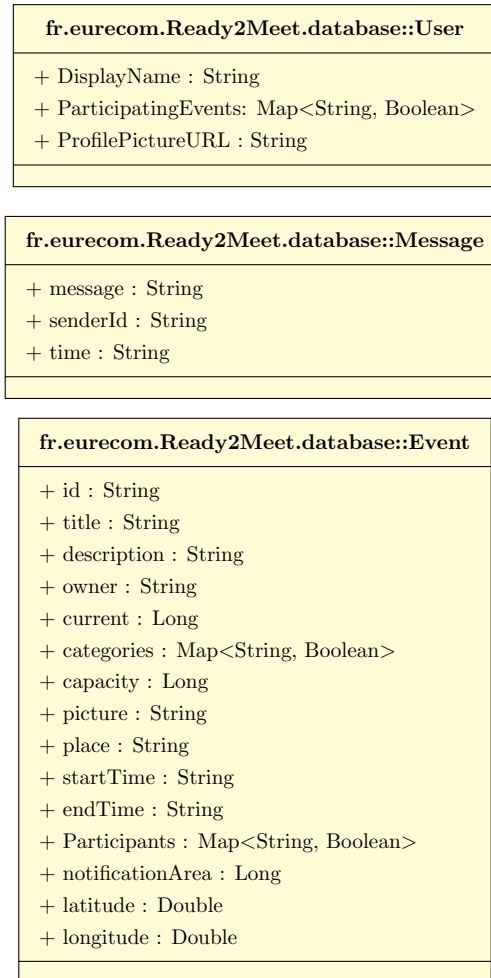 fr.eurecom.Ready2Meet.database::User
+ DisplayName : String
+ ParticipatingEvents: Map<String, Boolean>
+ ProfilePictureURL : String
fr.eurecom.Ready2Meet.database::Message
+ message : String
+ senderId : String
+ time : String
fr.eurecom.Ready2Meet.database::Event
+ id : String
+ title : String
+ description : String
+ owner : String
+ current : Long
+ categories : Map<String, Boolean>
+ capacity : Long
+ picture : String
+ place : String
+ startTime : String
+ endTime : String
+ Participants : Map<String, Boolean>
+ notificationArea : Long
+ latitude : Double
+ longitude : Double